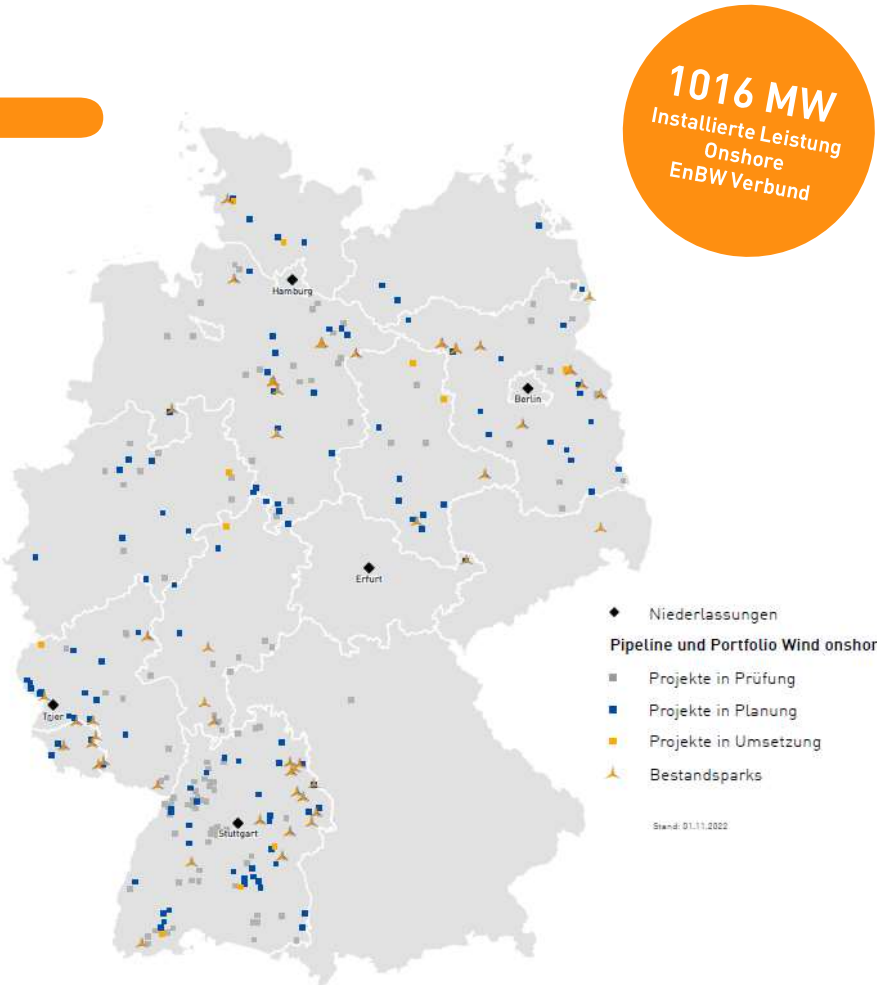 1016 MW
Installierte Leistung
Onshore
EnBW Verbund
Hamburg
Berlin
Erfurt
Trier
Stuttgart
Niederlassungen
Pipeline und Portfolio Wind onshor
Projekte in Prüfung
Projekte in Planung
Projekte in Umsetzung
Bestandsparks
Stand: 01.11.2022